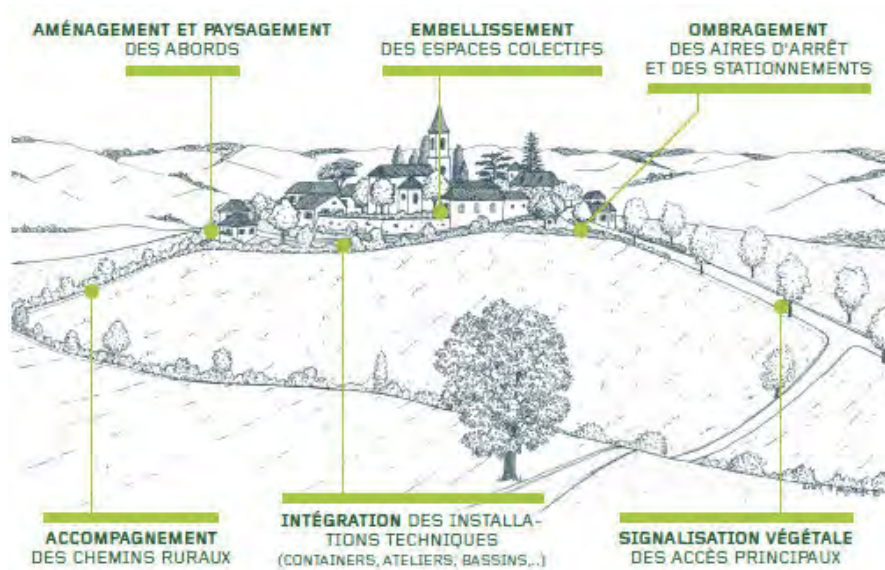 AMÉNAGEMENT ET PAYSAGEMENT
DES ABORDS
EMBELLISSEMENT
DES ESPACES COLECTIFS
OMBRAGEMENT
DES AIRES D'ARRÊT
ET DES STATIONNEMENTS
ACCOMPAGNEMENT
DES CHEMINS RURAUX
INTÉGRATION DES INSTALLA-
TIONS TECHNIQUES
(CONTAINERS, ATELIERS, BASSINS,..)
SIGNALISATION VÉGÉTALE
DES ACCÈS PRINCIPAUX